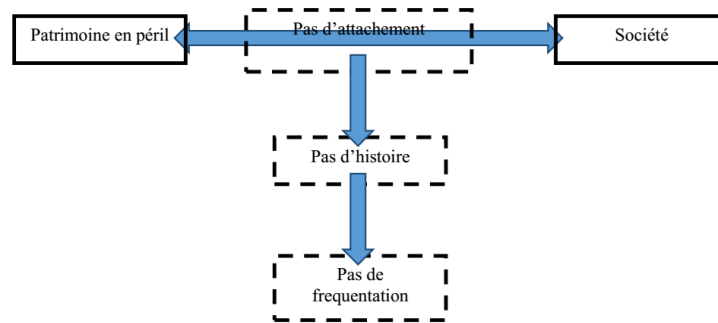 Patrimoine en péril
Pas d’attachement
Société
Pas d’histoire
Pas de
frequentation